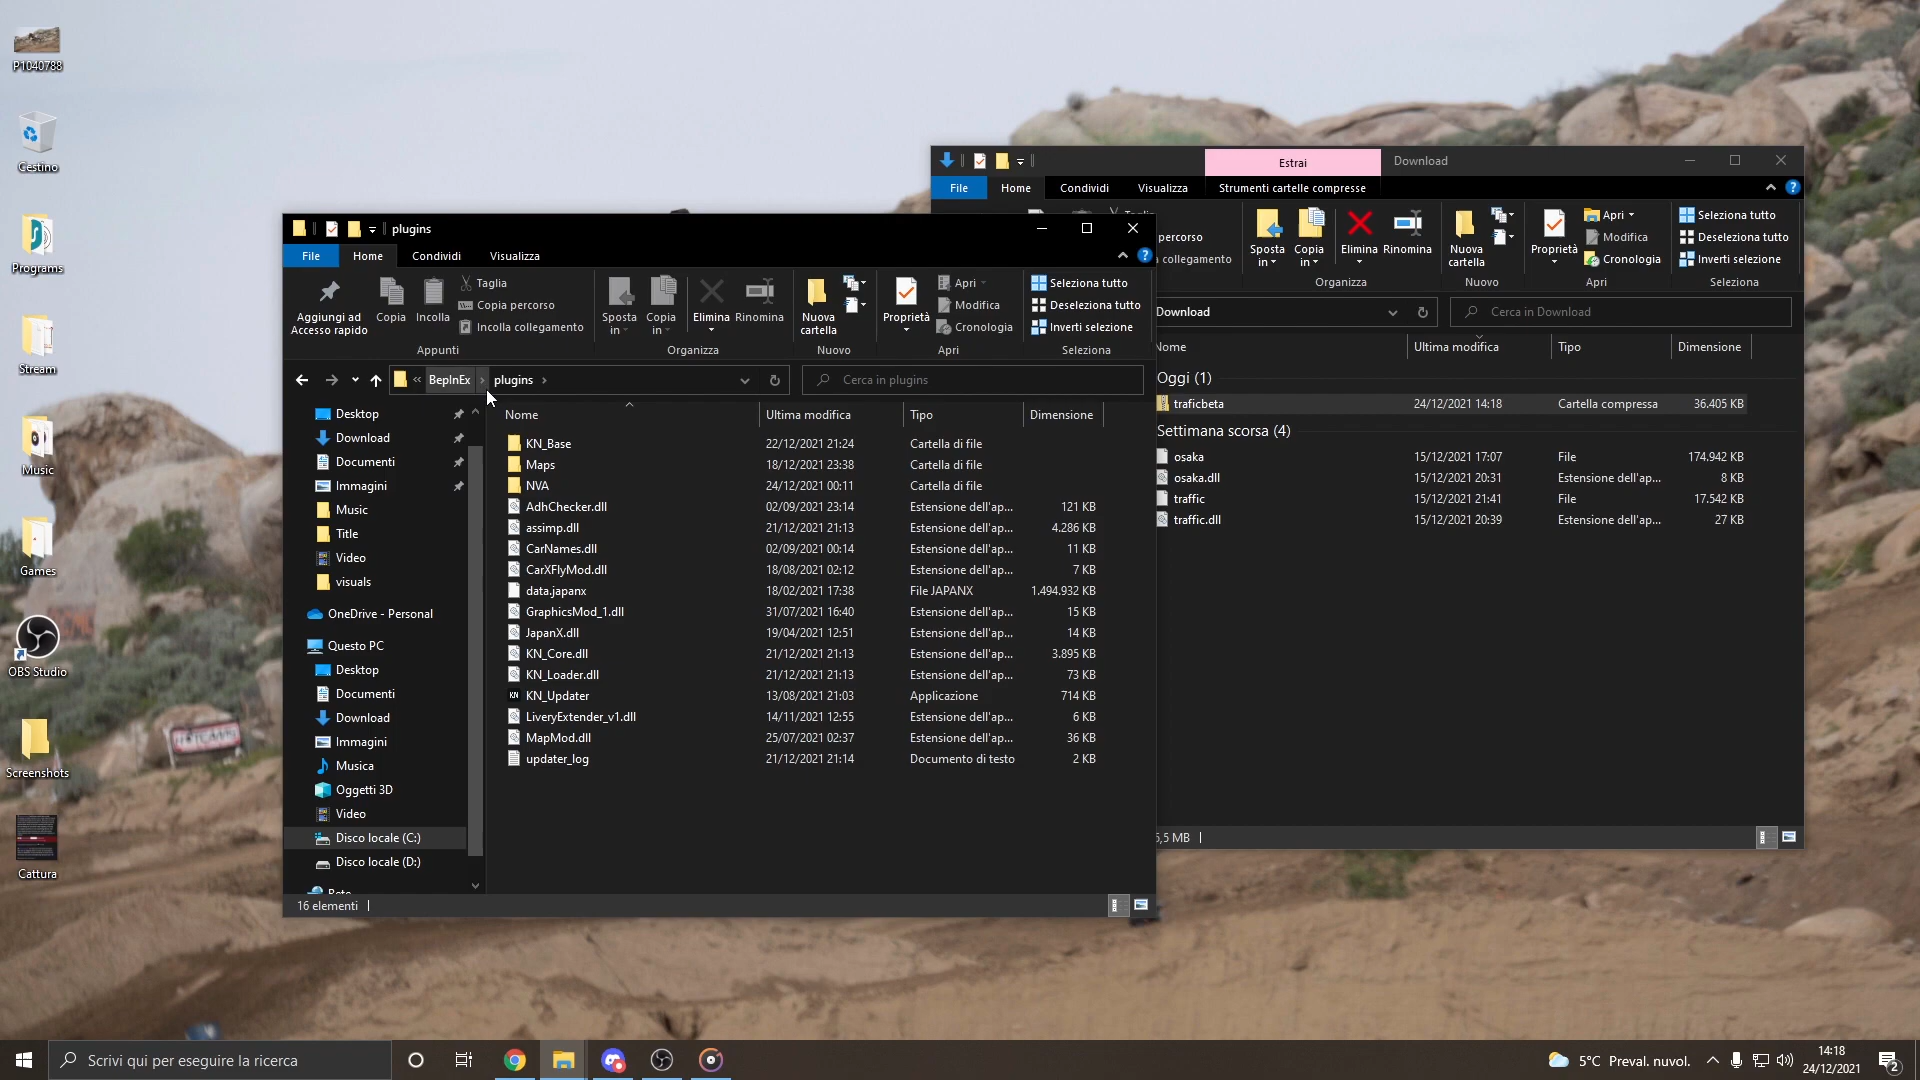 P1040788
Cestino
Programs
Stream
Music
Games
OBS Studio
Screenshots
Cattura
Estrai
Download
File
Home
Condividi
Visualizza
Strumenti cartelle compresse
percorso
collegamento
Sposta in
Copia in
Elimina
Rinomina
Organizza
Nuova cartella
Nuovo
Proprietà
Apri
Modifica
Cronologia
Apri
Seleziona tutto
Deseleziona tutto
Inverti selezione
Seleziona
Download
Cerca in Download
Ultima modifica
Tipo
Dimensione
Oggi (1)
traficbeta 24/12/2021 14:18 Cartella compressa 36.405 KB
Settimana scorsa (4)
osaka 15/12/2021 17:07 File 174.942 KB
osaka.dll 15/12/2021 20:31 Estensione dell'ap... 8 KB
traffic 15/12/2021 21:41 File 17.542 KB
traffic.dll 15/12/2021 20:39 Estensione dell'ap... 27 KB
5,5 MB
plugins
File
Home
Condividi
Visualizza
Aggiungi ad Accesso rapido
Copia
Incolla
Taglia
Copia percorso
Incolla collegamento
Appunti
Sposta in
Copia in
Elimina
Rinomina
Organizza
Nuova cartella
Nuovo
Proprietà
Apri
Modifica
Cronologia
Apri
Seleziona tutto
Deseleziona tutto
Inverti selezione
Seleziona
« BepInEx › plugins ›
Cerca in plugins
Desktop
Download
Documenti
Immagini
Music
Title
Video
visuals
OneDrive - Personal
Questo PC
Desktop
Documenti
Download
Immagini
Musica
Oggetti 3D
Video
Disco locale (C:)
Disco locale (D:)
Rete
Nome Ultima modifica Tipo Dimensione
KN_Base 22/12/2021 21:24 Cartella di file
Maps 18/12/2021 23:38 Cartella di file
NVA 24/12/2021 00:11 Cartella di file
AdhChecker.dll 02/09/2021 23:14 Estensione dell'ap... 121 KB
assimp.dll 21/12/2021 21:13 Estensione dell'ap... 4.286 KB
CarNames.dll 02/09/2021 00:14 Estensione dell'ap... 11 KB
CarXFlyMod.dll 18/08/2021 02:12 Estensione dell'ap... 7 KB
data.japanx 18/02/2021 17:38 File JAPANX 1.494.932 KB
GraphicsMod_1.dll 31/07/2021 16:40 Estensione dell'ap... 15 KB
JapanX.dll 19/04/2021 12:51 Estensione dell'ap... 14 KB
KN_Core.dll 21/12/2021 21:13 Estensione dell'ap... 3.895 KB
KN_Loader.dll 21/12/2021 21:13 Estensione dell'ap... 73 KB
KN KN_Updater 13/08/2021 21:03 Applicazione 714 KB
LiveryExtender_v1.dll 14/11/2021 12:55 Estensione dell'ap... 6 KB
MapMod.dll 25/07/2021 02:37 Estensione dell'ap... 36 KB
updater_log 21/12/2021 21:14 Documento di testo 2 KB
16 elementi
Scrivi qui per eseguire la ricerca
5°C Preval. nuvol.
14:18
24/12/2021
2